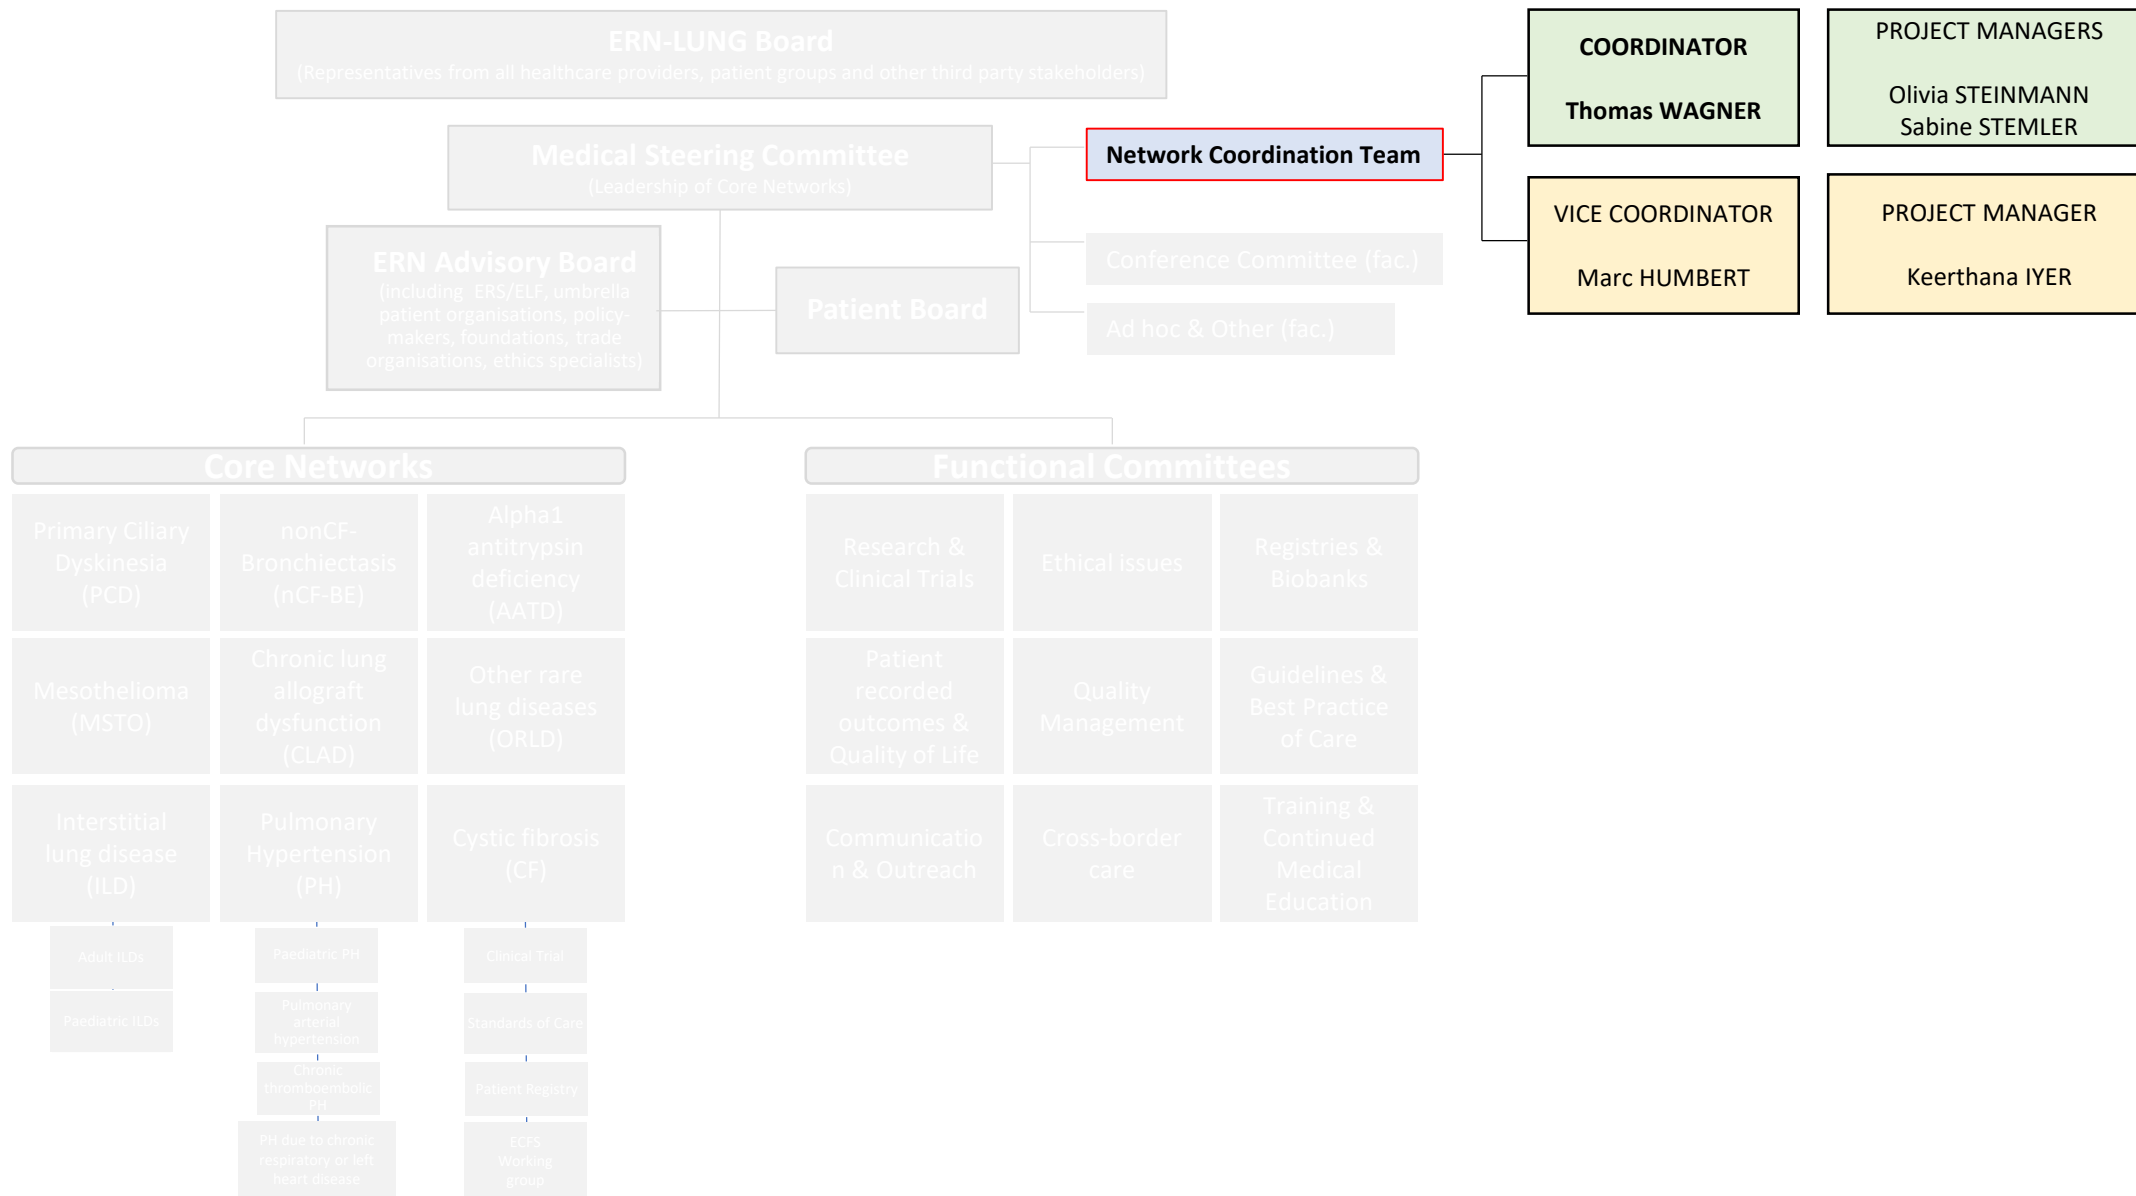 ERN-LUNG Board
(Representatives from all healthcare providers, patient groups and other third party stakeholders)
COORDINATOR
Thomas WAGNER
PROJECT MANAGERS
Olivia STEINMANN
Sabine STEMLER
Medical Steering Committee
(Leadership of Core Networks)
Network Coordination Team
VICE COORDINATOR
Marc HUMBERT
PROJECT MANAGER
Keerthana IYER
ERN Advisory Board
(including ERS/ELF, umbrella
patient organisations, policy-
makers, foundations, trade
organisations, ethics specialists)
Patient Board
Conference Committee (fac.)
Ad hoc & Other (fac.)
Core Networks
Primary Ciliary
Dyskinesia
(PCD)
nonCF-
Bronchiectasis
(nCF-BE)
Alpha1
antitrypsin
deficiency
(AATD)
Mesothelioma
(MSTO)
Chronic lung
allograft
dysfunction
(CLAD)
Other rare
lung diseases
(ORLD)
Interstitial
lung disease
(ILD)
Pulmonary
Hypertension
(PH)
Cystic fibrosis
(CF)
Adult ILDs
Paediatric ILDs
Paediatric PH
Pulmonary
arterial
hypertension
Chronic
thromboembolic
PH
PH due to chronic
respiratory or left
heart disease
Clinical Trial
Standards of Care
Patient Registry
ECFS
Working
group
Functional Committees
Research &
Clinical Trials
Ethical issues
Registries &
Biobanks
Patient
recorded
outcomes &
Quality of Life
Quality
Management
Guidelines &
Best Practice
of Care
Communicatio
n & Outreach
Cross-border
care
Training &
Continued
Medical
Education